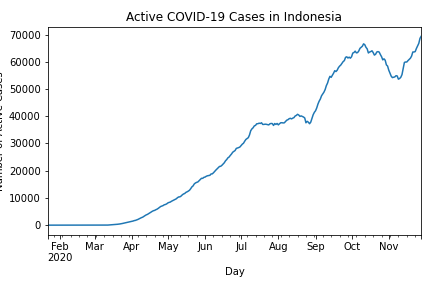 Active COVID-19 Cases in Indonesia
70000
60000
50000
40000
30000
20000
10000
0
Number of Active Cases
Feb Mar Apr May Jun Jul Aug Sep Oct Nov
2020
Day